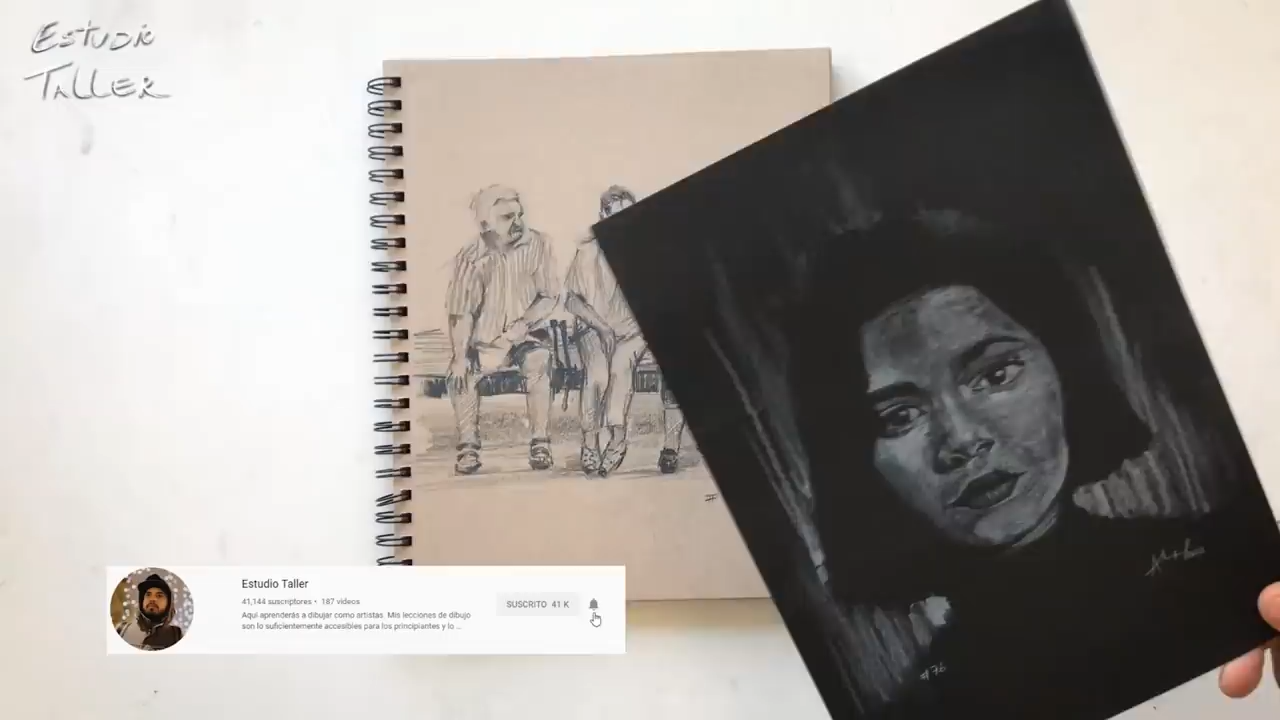 Estudio
Taller
Estudio Taller
41,144 suscriptores • 187 videos
Aquí aprenderás a dibujar como artistas. Mis lecciones de dibujo
son lo suficientemente accesibles para los principiantes y lo ...
SUSCRITO 41 K
#76